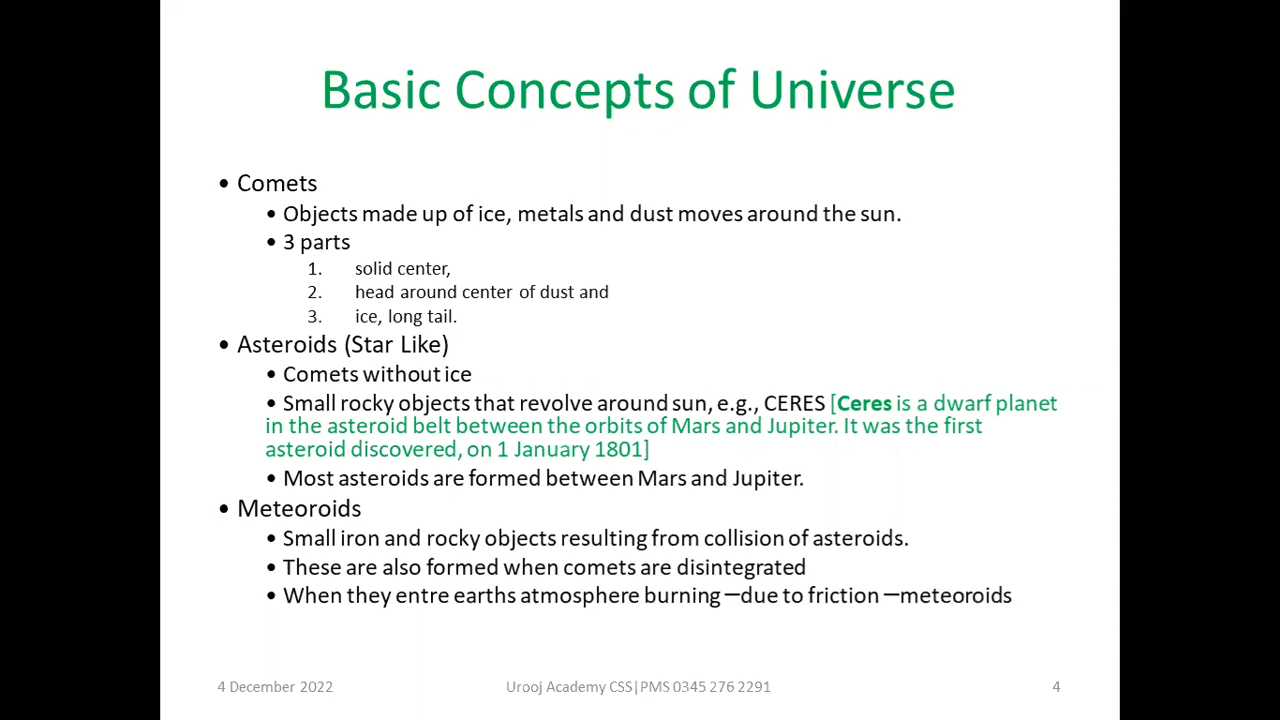 Basic Concepts of Universe
• Comets
• Objects made up of ice, metals and dust moves around the sun.
• 3 parts
1. solid center,
2. head around center of dust and
3. ice, long tail.
• Asteroids (Star Like)
• Comets without ice
• Small rocky objects that revolve around sun, e.g., CERES [Ceres is a dwarf planet
in the asteroid belt between the orbits of Mars and Jupiter. It was the first
asteroid discovered, on 1 January 1801]
• Most asteroids are formed between Mars and Jupiter.
• Meteoroids
• Small iron and rocky objects resulting from collision of asteroids.
• These are also formed when comets are disintegrated
• When they entre earths atmosphere burning —due to friction —meteoroids
4 December 2022 Urooj Academy CSS|PMS 0345 276 2291 4